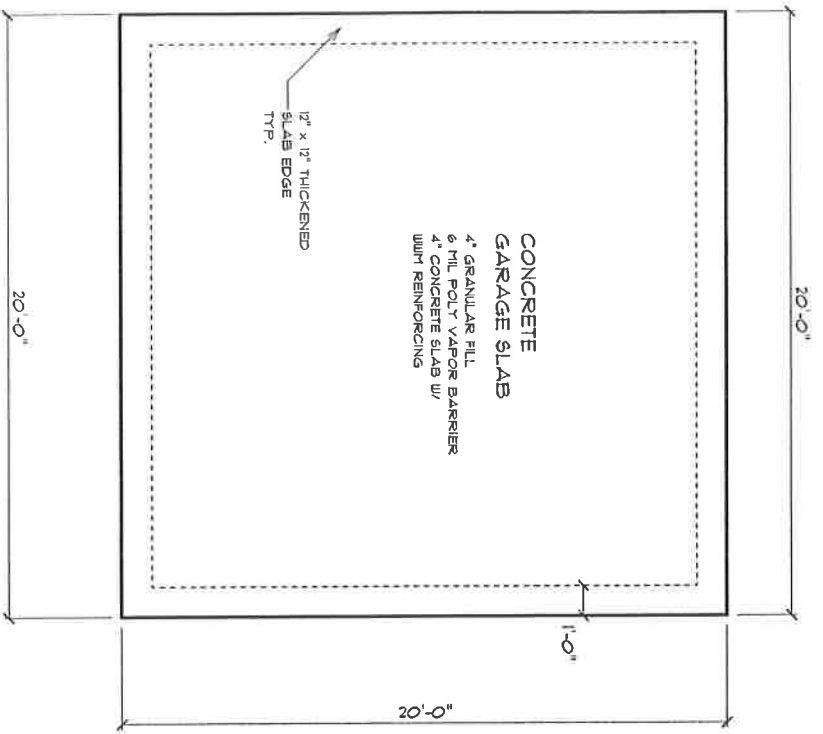 20'-0"
CONCRETE
GARAGE SLAB
4" GRANULAR FILL
6 MIL POLY VAPOR BARRIER
4" CONCRETE SLAB W/
WWM REINFORCING
12" x 12" THICKENED
SLAB EDGE
TYP.
1'-0"
20'-0"
20'-0"